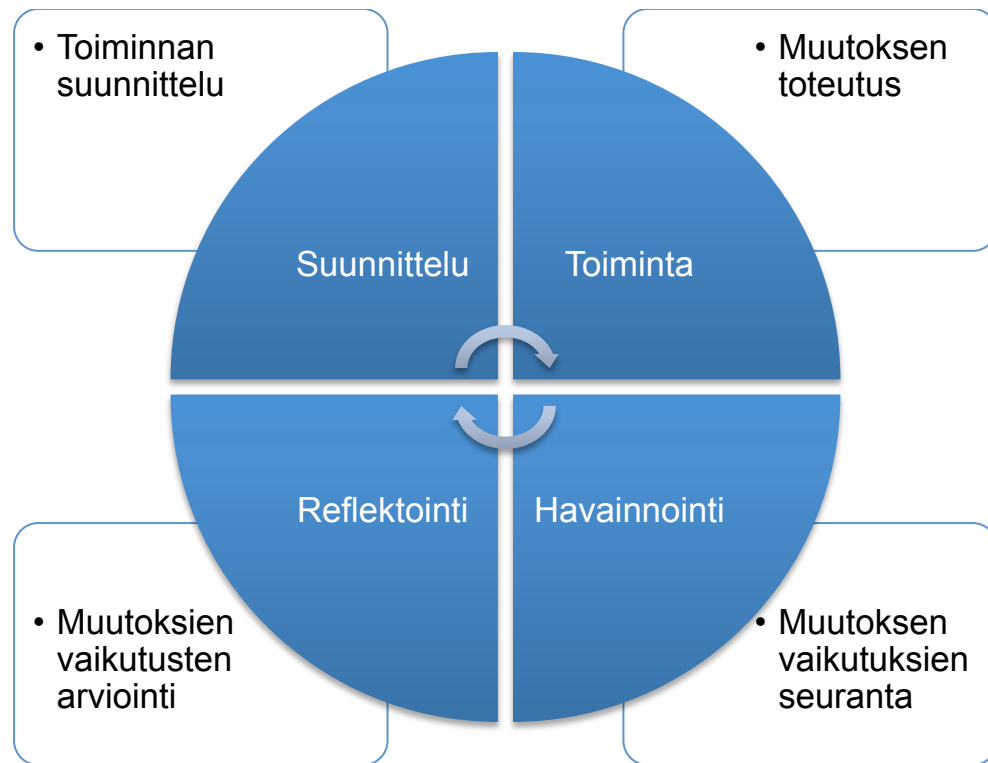 • Toiminnan
suunnittelu
• Muutoksen
toteutus
Suunnittelu
Toiminta
Reflektointi
Havainnointi
• Muutoksien
vaikutusten
arviointi
• Muutoksen
vaikutuksien
seuranta